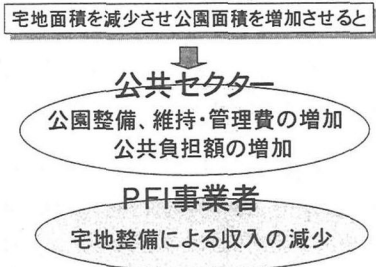 宅地面積を減少させ公園面積を増加させると
公共セクター
公園整備、維持・管理費の増加
公共負担額の増加
PFI事業者
宅地整備による収入の減少